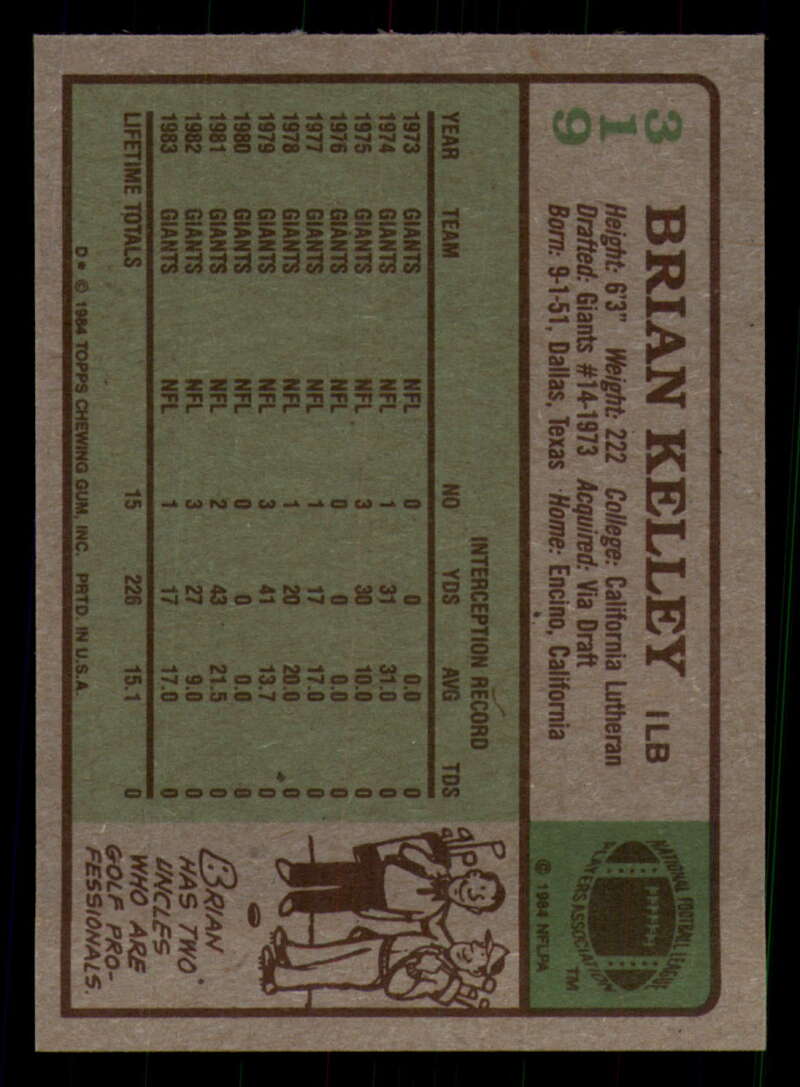 319
BRIAN KELLEY ILB
Height: 6'3" Weight: 222 College: California Lutheran
Drafted: Giants #14-1973 Acquired: Via Draft
Born: 9-1-51, Dallas, Texas Home: Encino, California
NATIONAL FOOTBALL LEAGUE
PLAYERS ASSOCIATION
TM
© 1984 NFLPA
INTERCEPTION RECORD
YEAR TEAM NO YDS AVG TDS
1973 GIANTS NFL 0 0 0.0 0
1974 GIANTS NFL 1 31 31.0 0
1975 GIANTS NFL 3 30 10.0 0
1976 GIANTS NFL 0 0 0.0 0
1977 GIANTS NFL 1 17 17.0 0
1978 GIANTS NFL 1 20 20.0 0
1979 GIANTS NFL 3 41 13.7 0
1980 GIANTS NFL 0 0 0.0 0
1981 GIANTS NFL 2 43 21.5 0
1982 GIANTS NFL 3 27 9.0 0
1983 GIANTS NFL 1 17 17.0 0
LIFETIME TOTALS 15 226 15.1 0
D* © 1984 TOPPS CHEWING GUM, INC. PRTD. IN U.S.A.
BRIAN
HAS TWO
UNCLES
WHO ARE
GOLF PRO-
FESSIONALS.